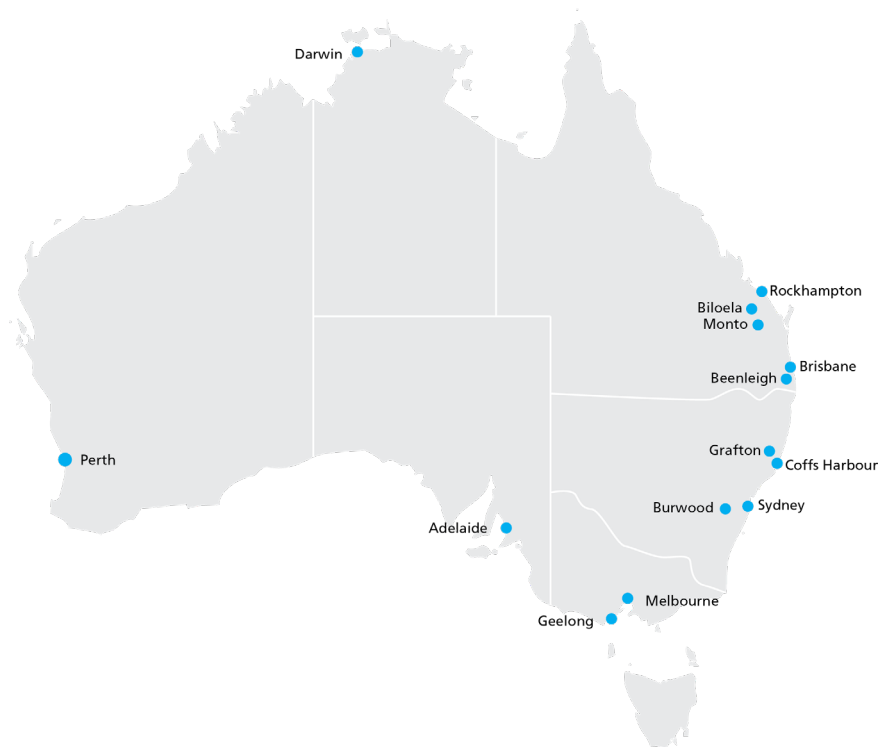 Darwin
Rockhampton
Biloela
Monto
Brisbane
Beenleigh
Grafton
Coffs Harbour
Perth
Burwood
Sydney
Adelaide
Melbourne
Geelong